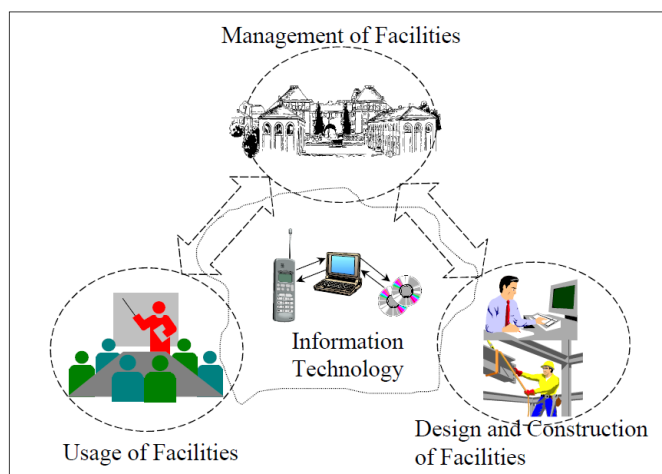 Management of Facilities
Information
Technology
Usage of Facilities
Design and Construction
of Facilities